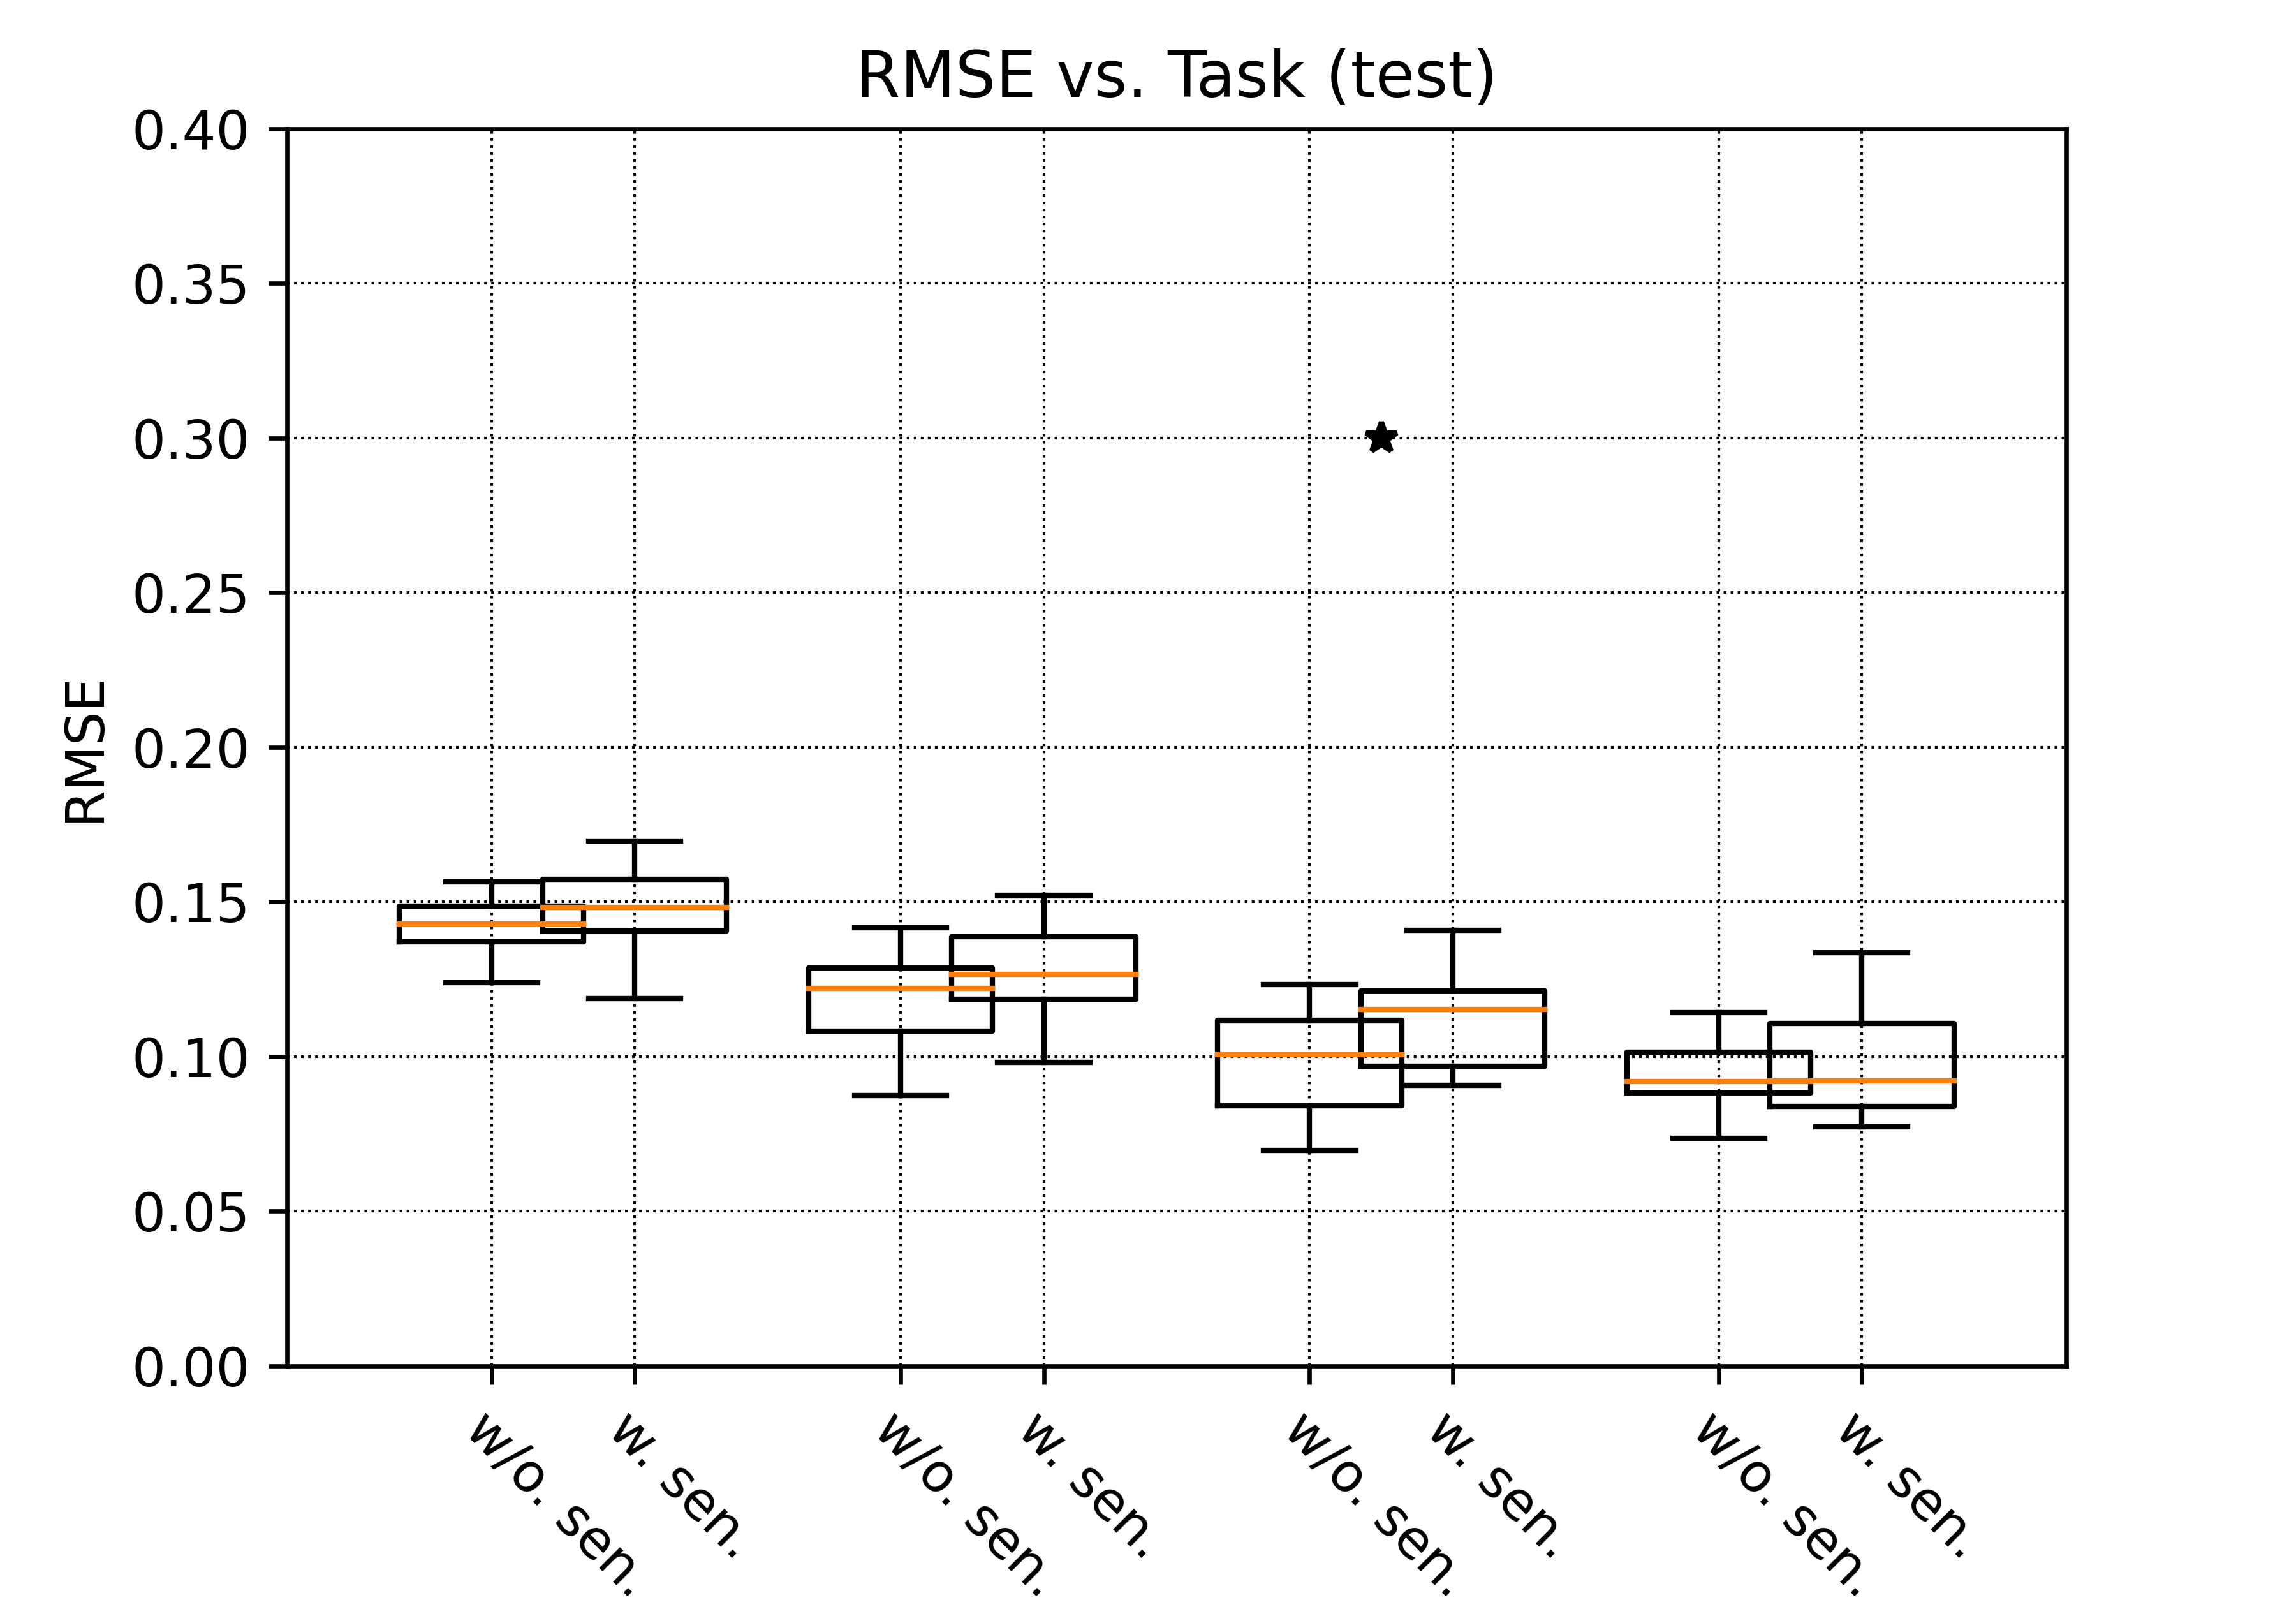 RMSE vs. Task (test)
0.40
0.35
0.30
0.25
0.20
0.15
0.10
0.05
0.00
RMSE
w/o. sen.
w. sen.
w/o. sen.
w. sen.
w/o. sen.
w. sen.
w/o. sen.
w. sen.